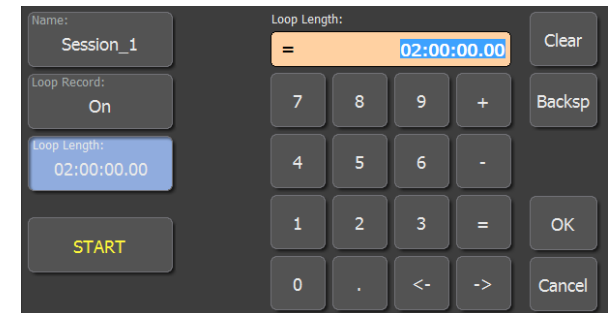 Name:
Session_1
Loop Record:
On
Loop Length:
02:00:00.00
START
Loop Length:
= 02:00:00.00
Clear
7 8 9 + Backsp
4 5 6 -
1 2 3 = OK
0 . <- -> Cancel